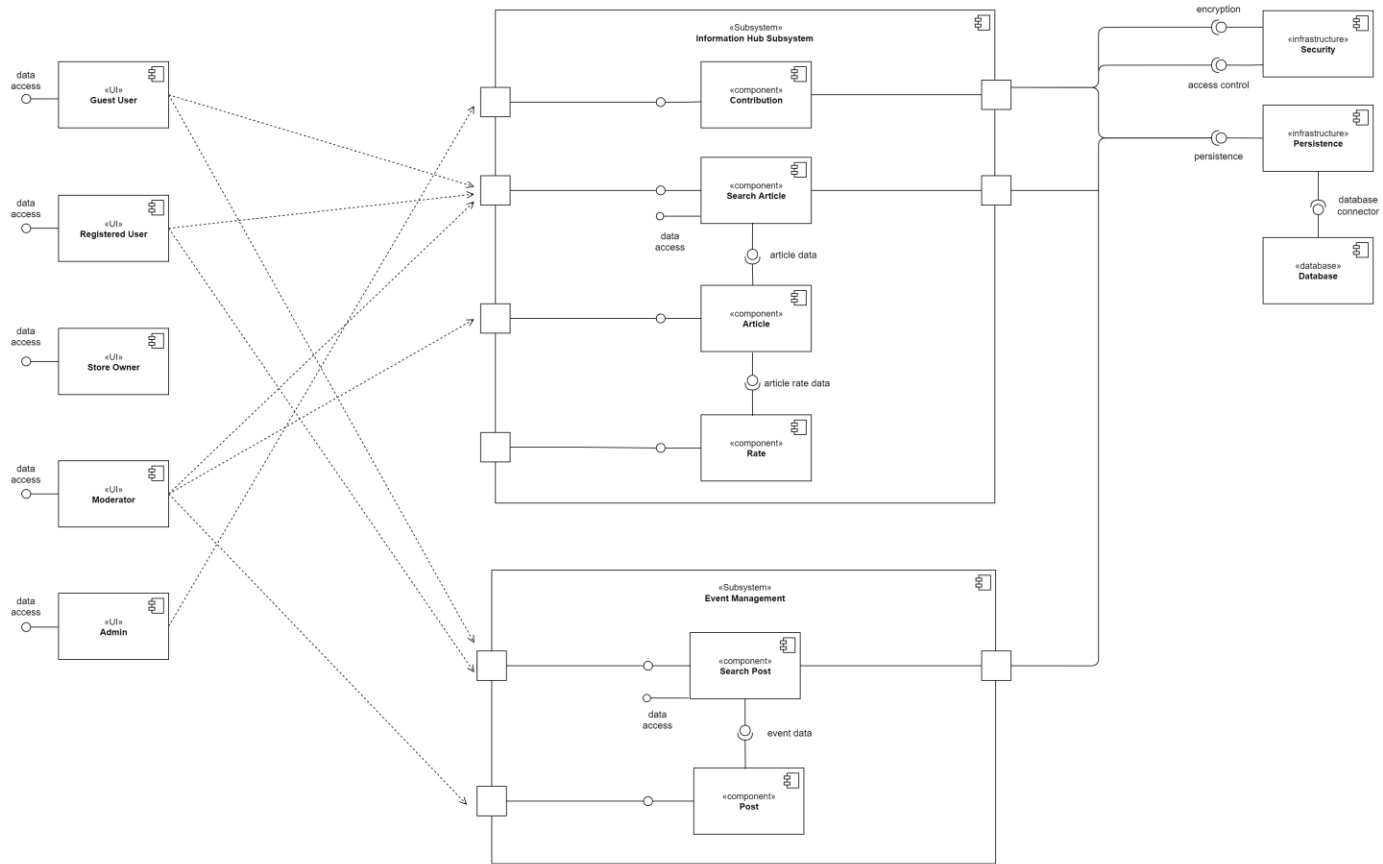 data
access
«UI»
Guest User
data
access
«UI»
Registered User
data
access
«UI»
Store Owner
data
access
«UI»
Moderator
data
access
«UI»
Admin
«Subsystem»
Information Hub Subsystem
«component»
Contribution
«component»
Search Article
data
access
article data
«component»
Article
article rate data
«component»
Rate
«Subsystem»
Event Management
«component»
Search Post
data
access
event data
«component»
Post
encryption
«infrastructure»
Security
access control
«infrastructure»
Persistence
persistence
database
connector
«database»
Database